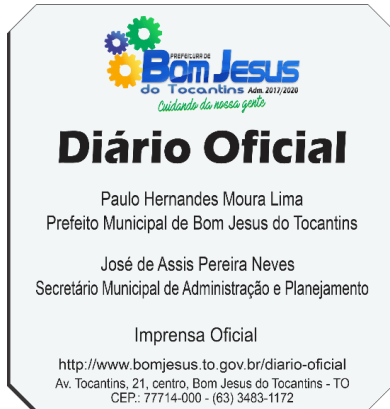 PREFEITURA DE
Bom Jesus
do Tocantins Adm. 2017/2020
Cuidando da nossa gente
Diário Oficial
Paulo Hernandes Moura Lima
Prefeito Municipal de Bom Jesus do Tocantins
José de Assis Pereira Neves
Secretário Municipal de Administração e Planejamento
Imprensa Oficial
http://www.bomjesus.to.gov.br/diario-oficial
Av. Tocantins, 21, centro, Bom Jesus do Tocantins - TO
CEP.: 77714-000 - (63) 3483-1172